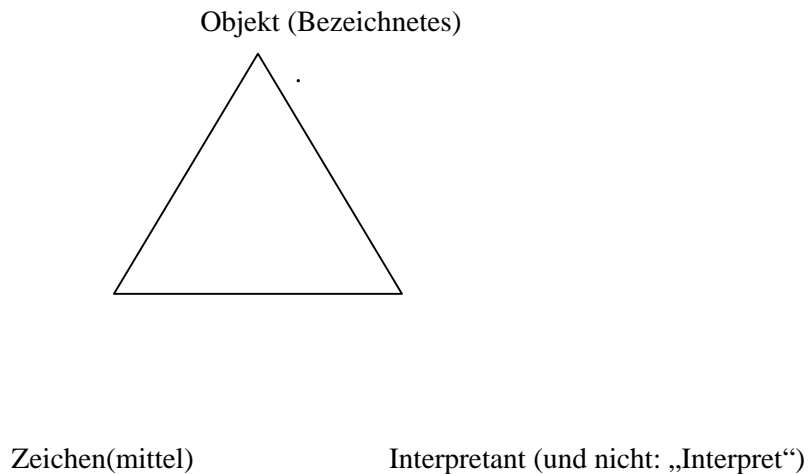 Objekt (Bezeichnetes)
.
Zeichen(mittel) Interpretant (und nicht: „Interpret“)